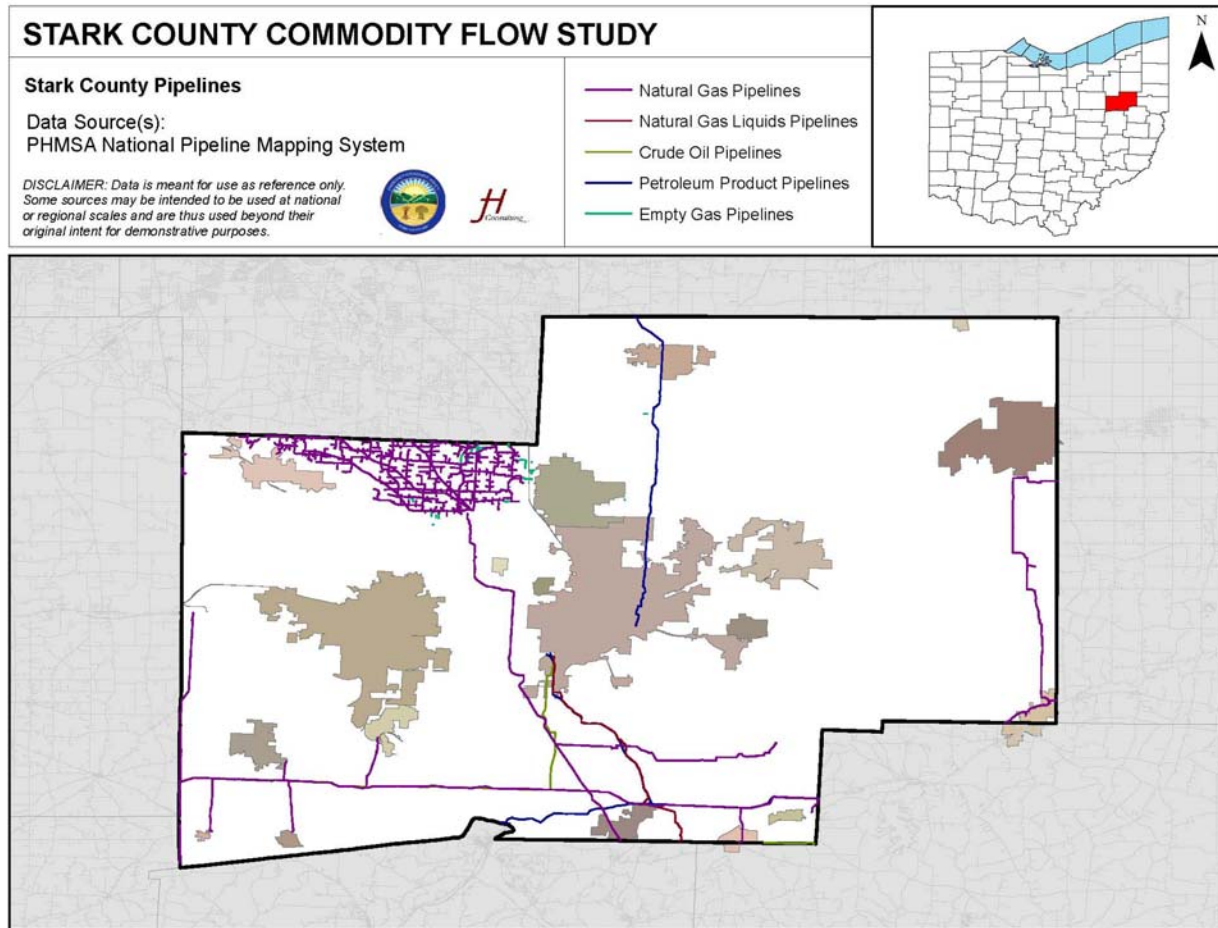 STARK COUNTY COMMODITY FLOW STUDY
Stark County Pipelines
Data Source(s):
PHMSA National Pipeline Mapping System
DISCLAIMER: Data is meant for use as reference only.
Some sources may be intended to be used at national
or regional scales and are thus used beyond their
original intent for demonstrative purposes.
JH
Consulting
Natural Gas Pipelines
Natural Gas Liquids Pipelines
Crude Oil Pipelines
Petroleum Product Pipelines
Empty Gas Pipelines
N